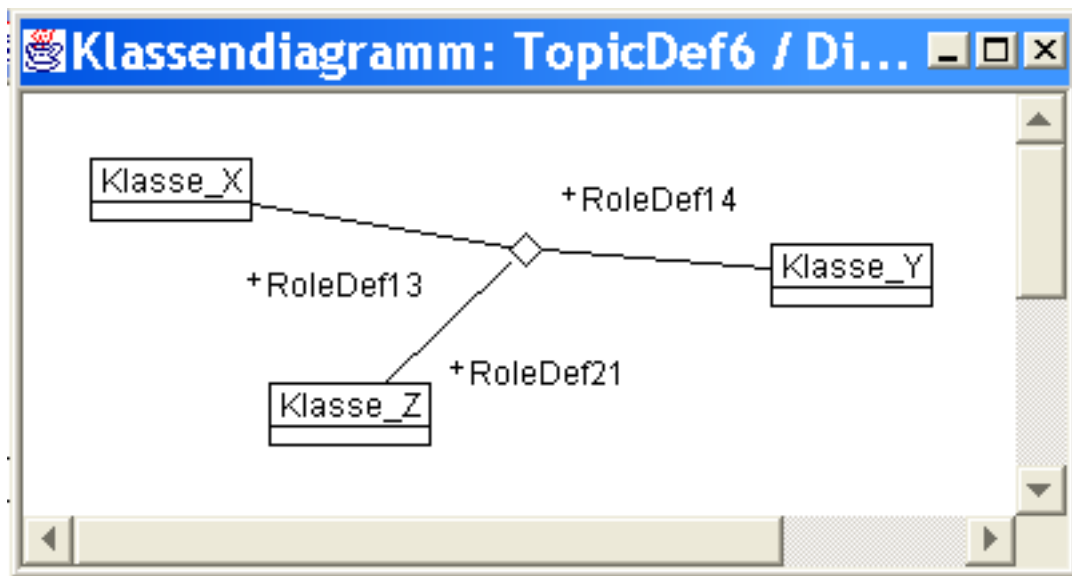 Klassendiagramm: TopicDef6 / Di...
Klasse_X
+RoleDef14
Klasse_Y
+RoleDef13
+RoleDef21
Klasse_Z